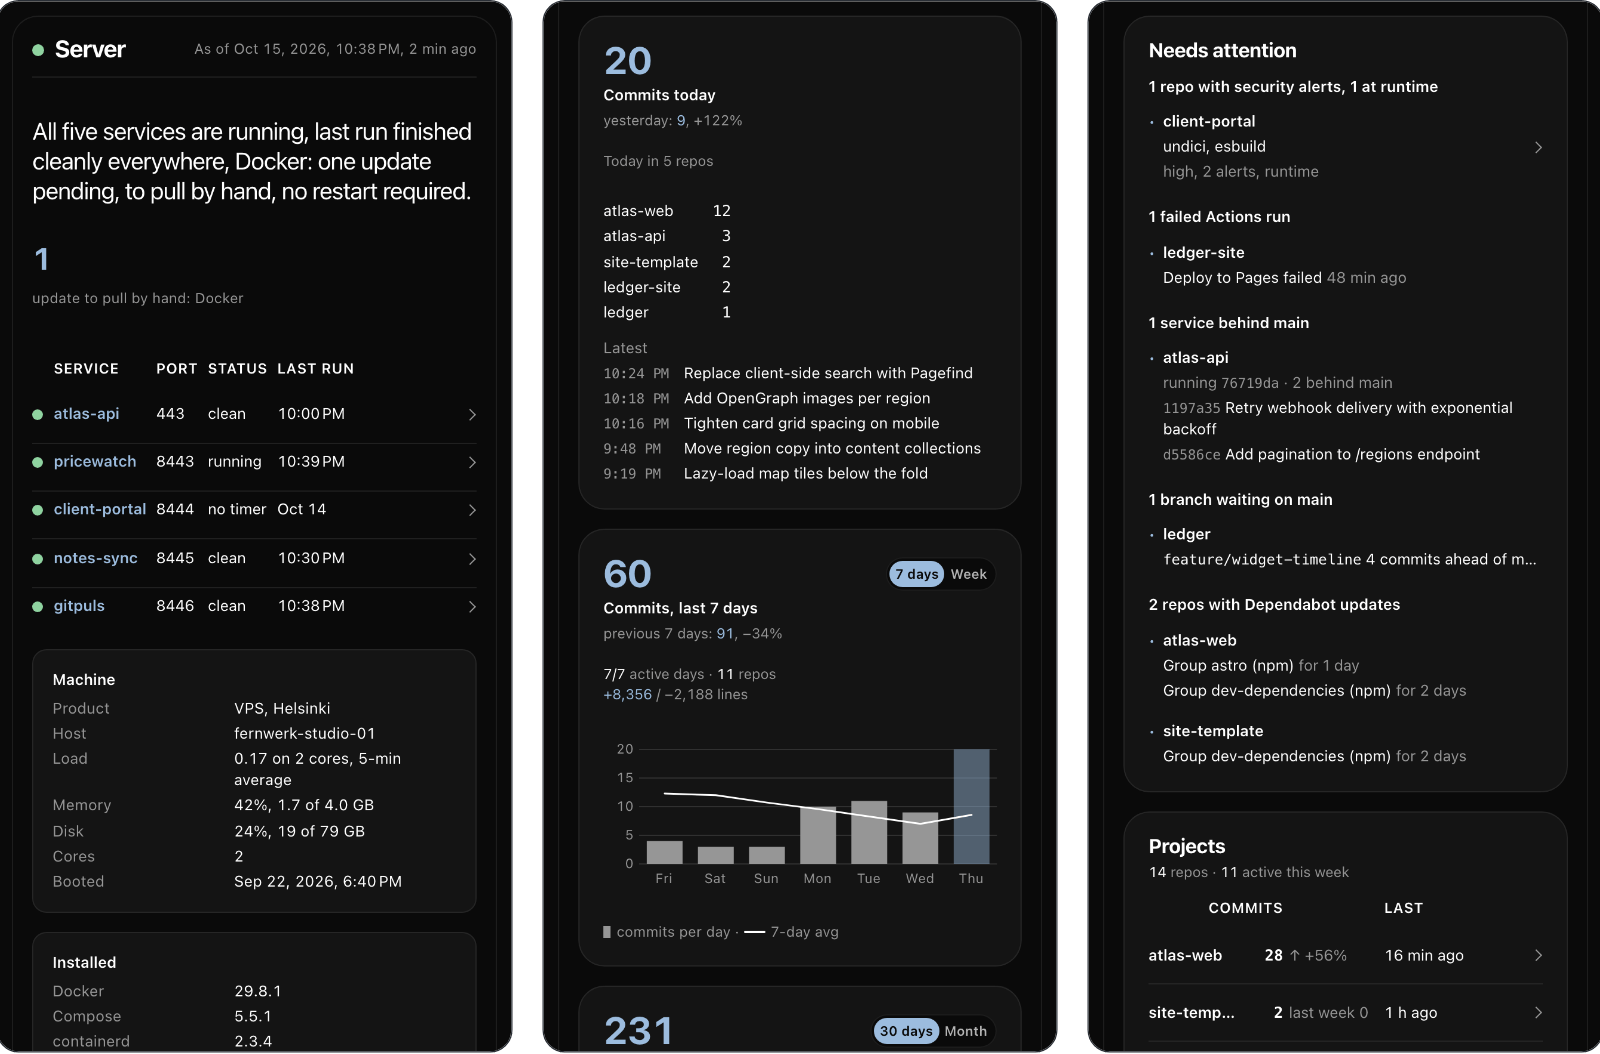 Server
As of Oct 15, 2026, 10:38 PM, 2 min ago
All five services are running, last run finished
cleanly everywhere, Docker: one update
pending, to pull by hand, no restart required.
1
update to pull by hand: Docker
SERVICE PORT STATUS LAST RUN
atlas-api 443 clean 10:00 PM
pricewatch 8443 running 10:39 PM
client-portal 8444 no timer Oct 14
notes-sync 8445 clean 10:30 PM
gitpuls 8446 clean 10:38 PM
Machine
Product VPS, Helsinki
Host fernwerk-studio-01
Load 0.17 on 2 cores, 5-min
average
Memory 42%, 1.7 of 4.0 GB
Disk 24%, 19 of 79 GB
Cores 2
Booted Sep 22, 2026, 6:40 PM
Installed
Docker 29.8.1
Compose 5.5.1
containerd 2.3.4
20
Commits today
yesterday: 9, +122%
Today in 5 repos
atlas-web 12
atlas-api 3
site-template 2
ledger-site 2
ledger 1
Latest
10:24 PM Replace client-side search with Pagefind
10:18 PM Add OpenGraph images per region
10:16 PM Tighten card grid spacing on mobile
9:48 PM Move region copy into content collections
9:19 PM Lazy-load map tiles below the fold
60
7 days Week
Commits, last 7 days
previous 7 days: 91, −34%
7/7 active days · 11 repos
+8,356 / −2,188 lines
20
15
10
5
0
Fri Sat Sun Mon Tue Wed Thu
commits per day · 7-day avg
231
30 days Month
Needs attention
1 repo with security alerts, 1 at runtime
· client-portal
undici, esbuild
high, 2 alerts, runtime
1 failed Actions run
· ledger-site
Deploy to Pages failed 48 min ago
1 service behind main
· atlas-api
running 76719da · 2 behind main
1197a35 Retry webhook delivery with exponential
backoff
d5586ce Add pagination to /regions endpoint
1 branch waiting on main
· ledger
feature/widget-timeline 4 commits ahead of m...
2 repos with Dependabot updates
· atlas-web
Group astro (npm) for 1 day
Group dev-dependencies (npm) for 2 days
· site-template
Group dev-dependencies (npm) for 2 days
Projects
14 repos · 11 active this week
COMMITS LAST
atlas-web 28 ↑ +56% 16 min ago
site-temp... 2 last week 0 1 h ago